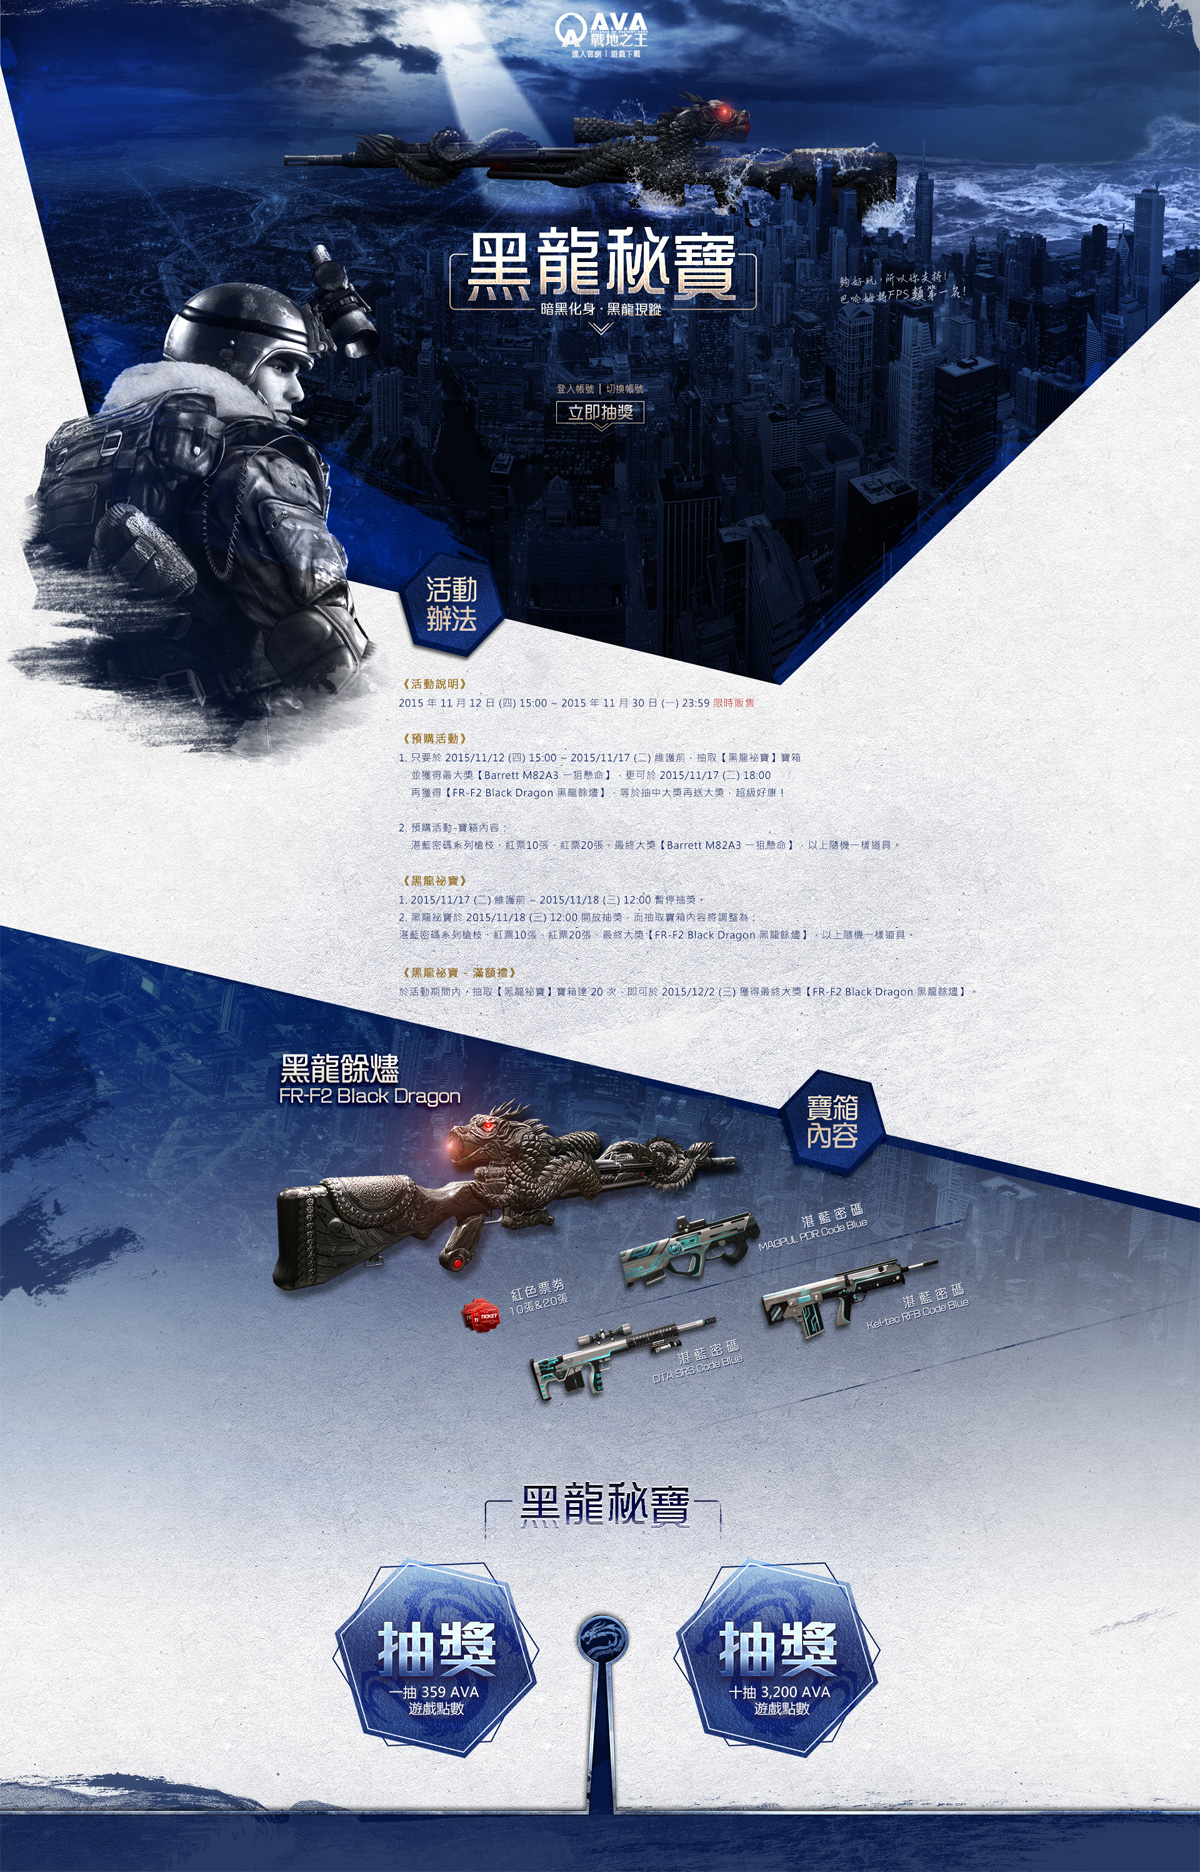 A.V.A
戰地之王
進入官網 | 遊戲下載
黑龍秘寶
暗黑化身·黑龍現蹤
夠好玩，所以你支持!
巴哈姆特FPS類第一名!
登入帳號 | 切換帳號
立即抽獎
活動
辦法
《活動說明》
2015 年 11 月 12 日 (四) 15:00 ~ 2015 年 11 月 30 日 (一) 23:59 限時販售
《預購活動》
1. 只要於 2015/11/12 (四) 15:00 ~ 2015/11/17 (二) 維護前，抽取【黑龍祕寶】寶箱
並獲得最大獎【Barrett M82A3 一狙懸命】，更可於 2015/11/17 (二) 18:00
再獲得【FR-F2 Black Dragon 黑龍餘燼】，等於抽中大獎再送大獎，超級好康！
2. 預購活動-寶箱內容：
湛藍密碼系列槍枝、紅票10張、紅票20張、最終大獎【Barrett M82A3 一狙懸命】，以上隨機一樣道具。
《黑龍祕寶》
1. 2015/11/17 (二) 維護前 ~ 2015/11/18 (三) 12:00 暫停抽獎。
2. 黑龍祕寶於 2015/11/18 (三) 12:00 開放抽獎，而抽取寶箱內容將調整為：
湛藍密碼系列槍枝、紅票10張、紅票20張、最終大獎【FR-F2 Black Dragon 黑龍餘燼】，以上隨機一樣道具。
《黑龍祕寶 - 滿額禮》
於活動期間內，抽取【黑龍祕寶】寶箱達 20 次，即可於 2015/12/2 (三) 獲得最終大獎【FR-F2 Black Dragon 黑龍餘燼】。
黑龍餘燼
FR-F2 Black Dragon
寶箱
內容
湛藍密碼
MAGPUL PDR Code Blue
紅色票券
10張&20張
TICKET
湛藍密碼
Kel-tec RFB Code Blue
湛藍密碼
DTA SRS Code Blue
黑龍秘寶
抽獎
一抽 359 AVA
遊戲點數
抽獎
十抽 3,200 AVA
遊戲點數